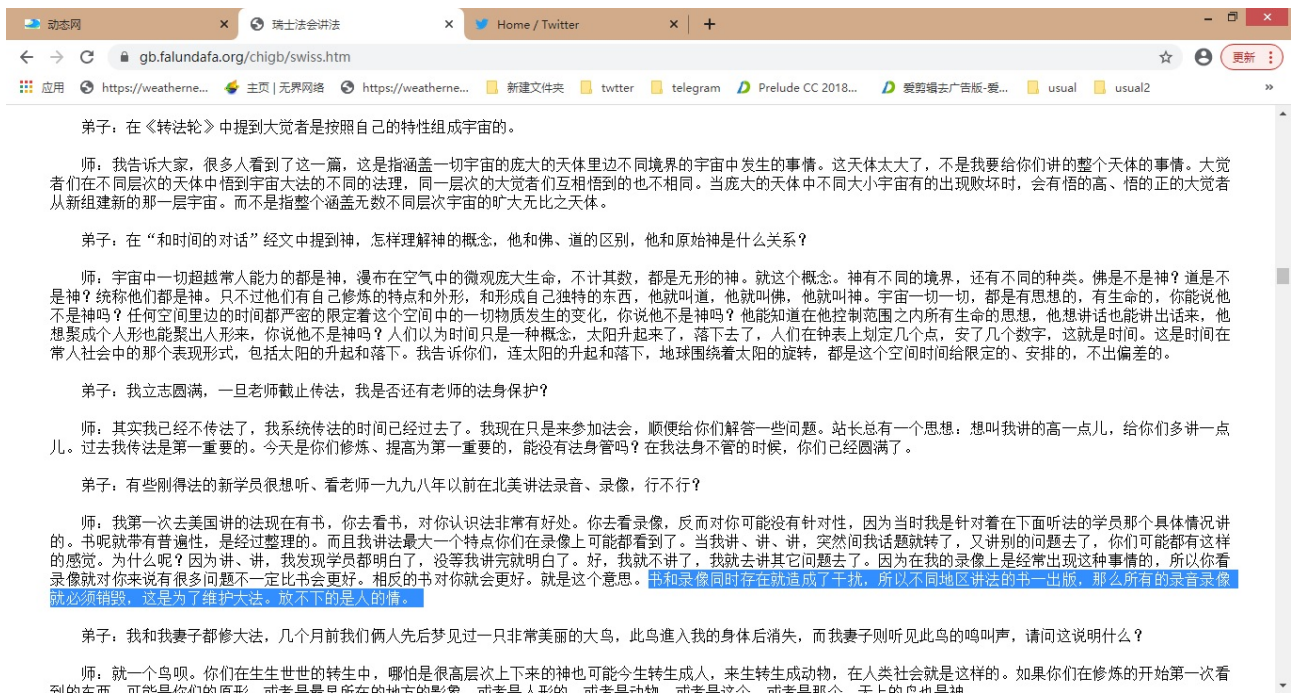 动态网
瑞士法会讲法
Home / Twitter
gb.falundafa.org/chigb/swiss.htm
更新
应用
https://weatherne...
主页 | 无界网络
https://weatherne...
新建文件夹
twtter
telegram
Prelude CC 2018...
爱剪辑去广告版-爱...
usual
usual2
»
弟子：在《转法轮》中提到大觉者是按照自己的特性组成宇宙的。
师：我告诉大家，很多人看到了这一篇，这是指涵盖一切宇宙的庞大的天体里边不同境界的宇宙中发生的事情。这天体太大了，不是我要给你们讲的整个天体的事情。大觉
者们在不同层次的天体中悟到宇宙大法的不同的法理，同一层次的大觉者们互相悟到的也不相同。当庞大的天体中不同大小宇宙有的出现败坏时，会有悟的高、悟的正的大觉者
从新组建新的那一层宇宙。而不是指整个涵盖无数不同层次宇宙的旷大无比之天体。
弟子：在“和时间的对话”经文中提到神，怎样理解神的概念，他和佛、道的区别，他和原始神是什么关系？
师：宇宙中一切超越常人能力的都是神，漫布在空气中的微观庞大生命，不计其数，都是无形的神。就这个概念。神有不同的境界，还有不同的种类。佛是不是神？道是不
是神？统称他们都是神。只不过他们有自己修炼的特点和外形，和形成自己独特的东西，他就叫道，他就叫佛，他就叫神。宇宙一切一切，都是有思想的，有生命的，你能说他
不是神吗？任何空间里边的时间都严密的限定着这个空间中的一切物质发生的变化，你说他不是神吗？他能知道在他控制范围之内所有生命的思想，他想讲话也能讲出话来，他
想聚成个人形也能聚出人形来，你说他不是神吗？人们以为时间只是一种概念，太阳升起来了，落下去了，人们在钟表上划定几个点，安了几个数字，这就是时间。这是时间在
常人社会中的那个表现形式，包括太阳的升起和落下。我告诉你们，连太阳的升起和落下，地球围绕着太阳的旋转，都是这个空间时间给限定的、安排的，不出偏差的。
弟子：我立志圆满，一旦老师截止传法，我是否还有老师的法身保护？
师：其实我已经不传法了，我系统传法的时间已经过去了。我现在只是来参加法会，顺便给你们解答一些问题。站长总有一个思想：想叫我讲的高一点儿，给你们多讲一点
儿。过去我传法是第一重要的。今天是你们修炼、提高为第一重要的，能没有法身管吗？在我法身不管的时候，你们已经圆满了。
弟子：有些刚得法的新学员很想听、看老师一九九八年以前在北美讲法录音、录像，行不行？
师：我第一次去美国讲的法现在有书，你去看书，对你认识法非常有好处。你去看录像，反而对你可能没有针对性，因为当时我是针对着在下面听法的学员那个具体情况讲
的。书呢就带有普遍性，是经过整理的。而且我讲法最大一个特点你们在录像上可能都看到了。当我讲、讲、讲，突然间我话题就转了，又讲别的问题去了，你们可能都有这样
的感觉。为什么呢？因为讲、讲，我发现学员都明白了，没等我讲完就明白了。好，我就不讲了，我就去讲其它问题去了。因为在我的录像上是经常出现这种事情的，所以你看
录像就对你来说有很多问题不一定比书会更好。相反的书对你就会更好。就是这个意思。书和录像同时存在就造成了干扰，所以不同地区讲法的书一出版，那么所有的录音录像
就必须销毁，这是为了维护大法。放不下的是人的情。
弟子：我和我妻子都修大法，几个月前我们俩人先后梦见过一只非常美丽的大鸟，此鸟進入我的身体后消失，而我妻子则听见此鸟的鸣叫声，请问这说明什么？
师：就一个鸟呗。你们在生生世世的转生中，哪怕是很高层次上下来的神也可能今生转生成人，来生转生成动物，在人类社会就是这样的。如果你们在修炼的开始第一次看
到的东西，可能是你们的原形，或者是最早所在的地方的影象，或者是人形的，或者是动物，或者是这个，或者是那个。天上的鸟也是神